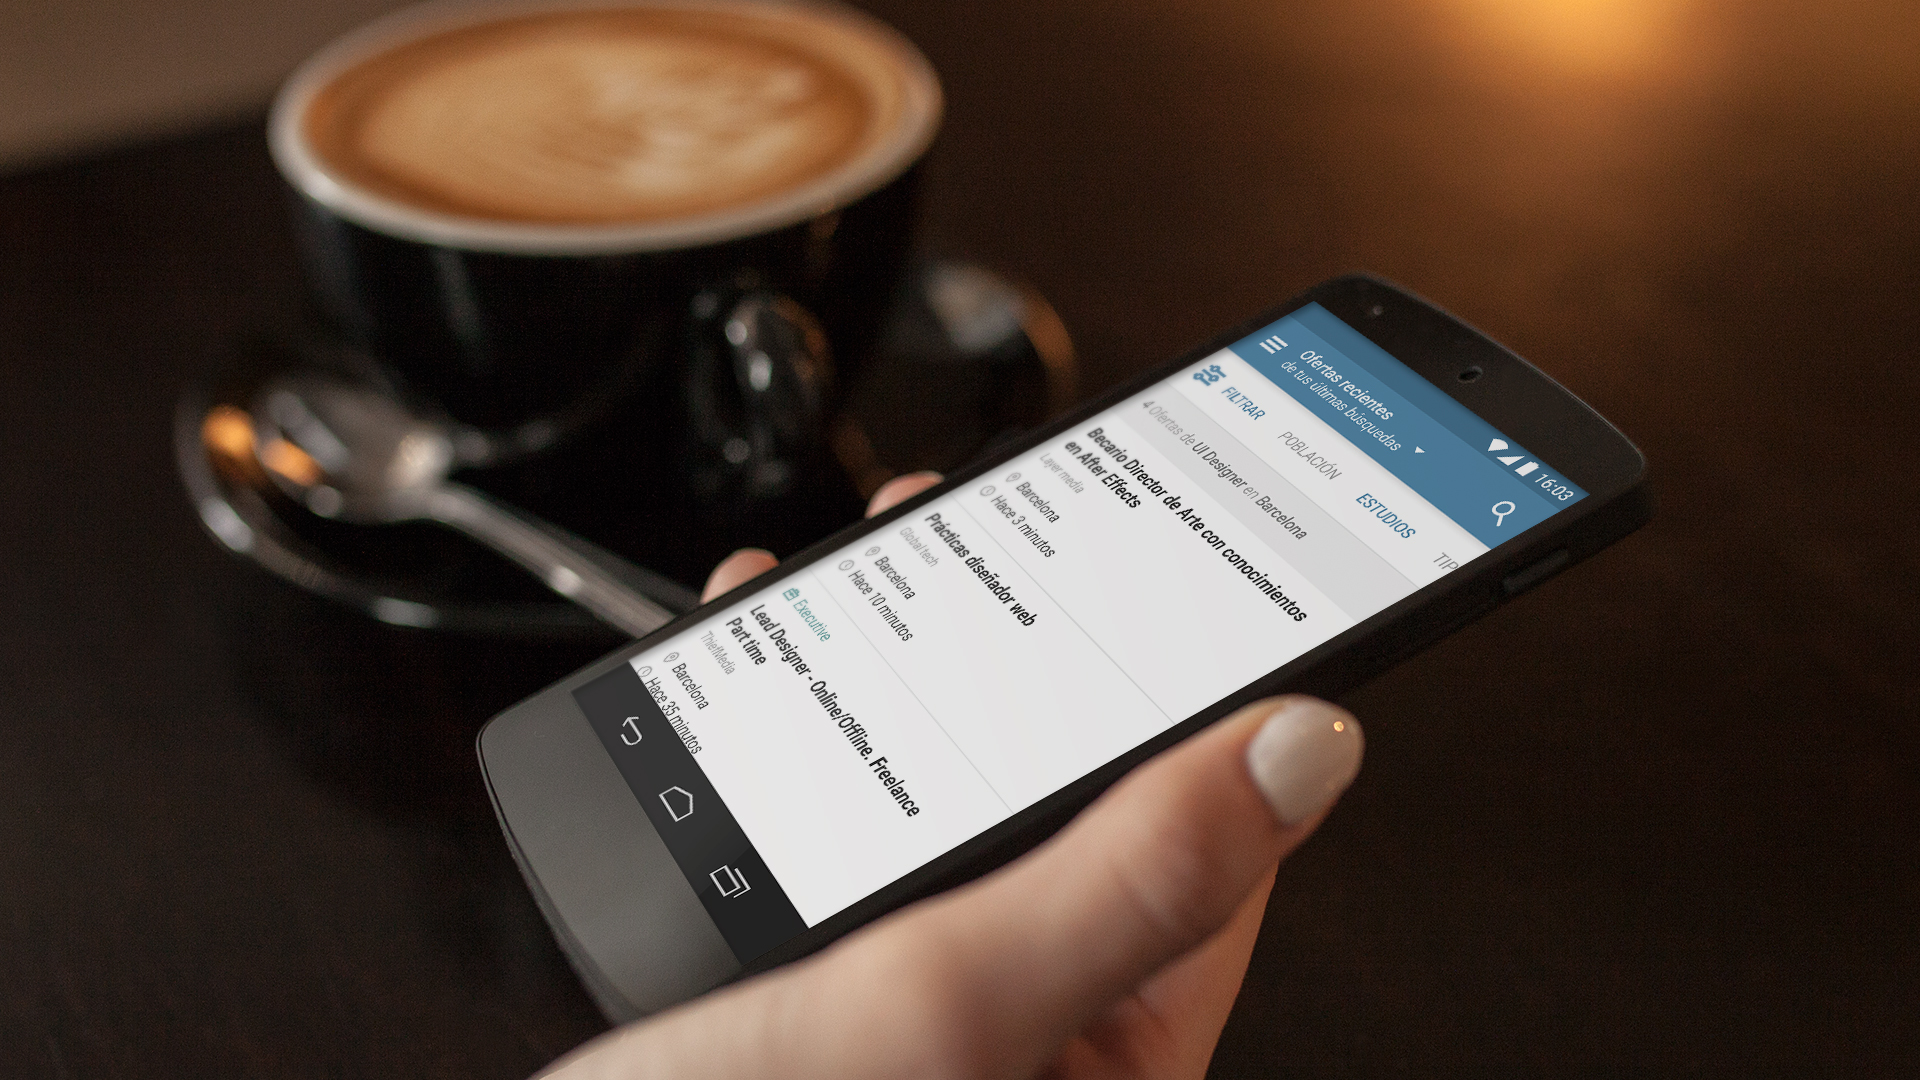 16:03
Ofertas recientes
de tus últimas búsquedas
FILTRAR
POBLACIÓN
ESTUDIOS
TIP
4 Ofertas de UI Designer en Barcelona
Becario Director de Arte con conocimientos
en After Effects
Layer media
Barcelona
Hace 3 minutos
Prácticas diseñador web
Global tech
Barcelona
Hace 10 minutos
Executive
Lead Designer - Online/Offline. Freelance
Part time
ThielMedia
Barcelona
Hace 35 minutos